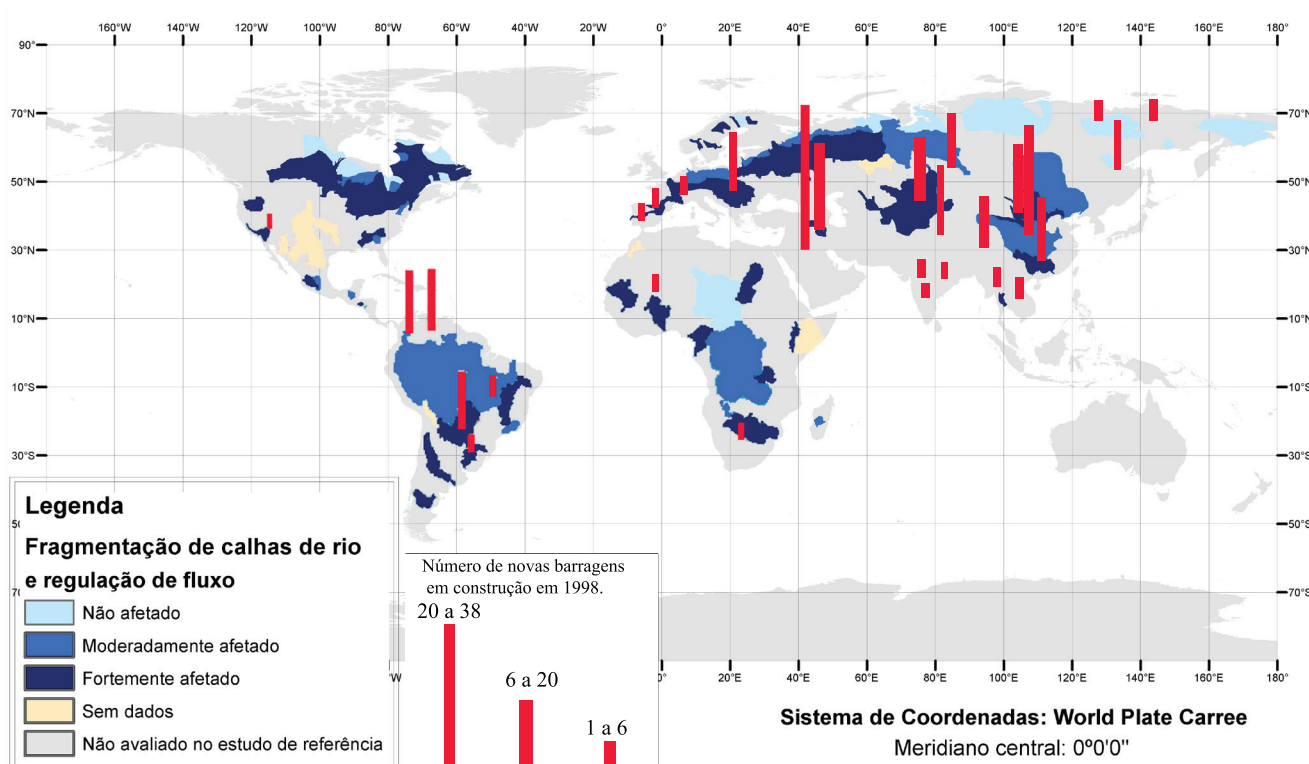 160°W 140°W 120°W 100°W 80°W 60°W 40°W 20°W 0° 20°E 40°E 60°E 80°E 100°E 120°E 140°E 160°E 180°
90° 90°
70°N 70°N
50°N 50°N
30°N 30°N
10°N 10°N
10°S 10°S
30°S 30°S
50 50°S
70 70°S
Legenda
Fragmentação de calhas de rio
e regulação de fluxo
Não afetado
Moderadamente afetado
Fortemente afetado
Sem dados
Não avaliado no estudo de referência
Número de novas barragens
em construção em 1998.
20 a 38
6 a 20
1 a 6
°W 0° 20°E 40°E 60°E 80°E 100°E 120°E 140°E 160°E 180°
Sistema de Coordenadas: World Plate Carree
Meridiano central: 0º0'0"